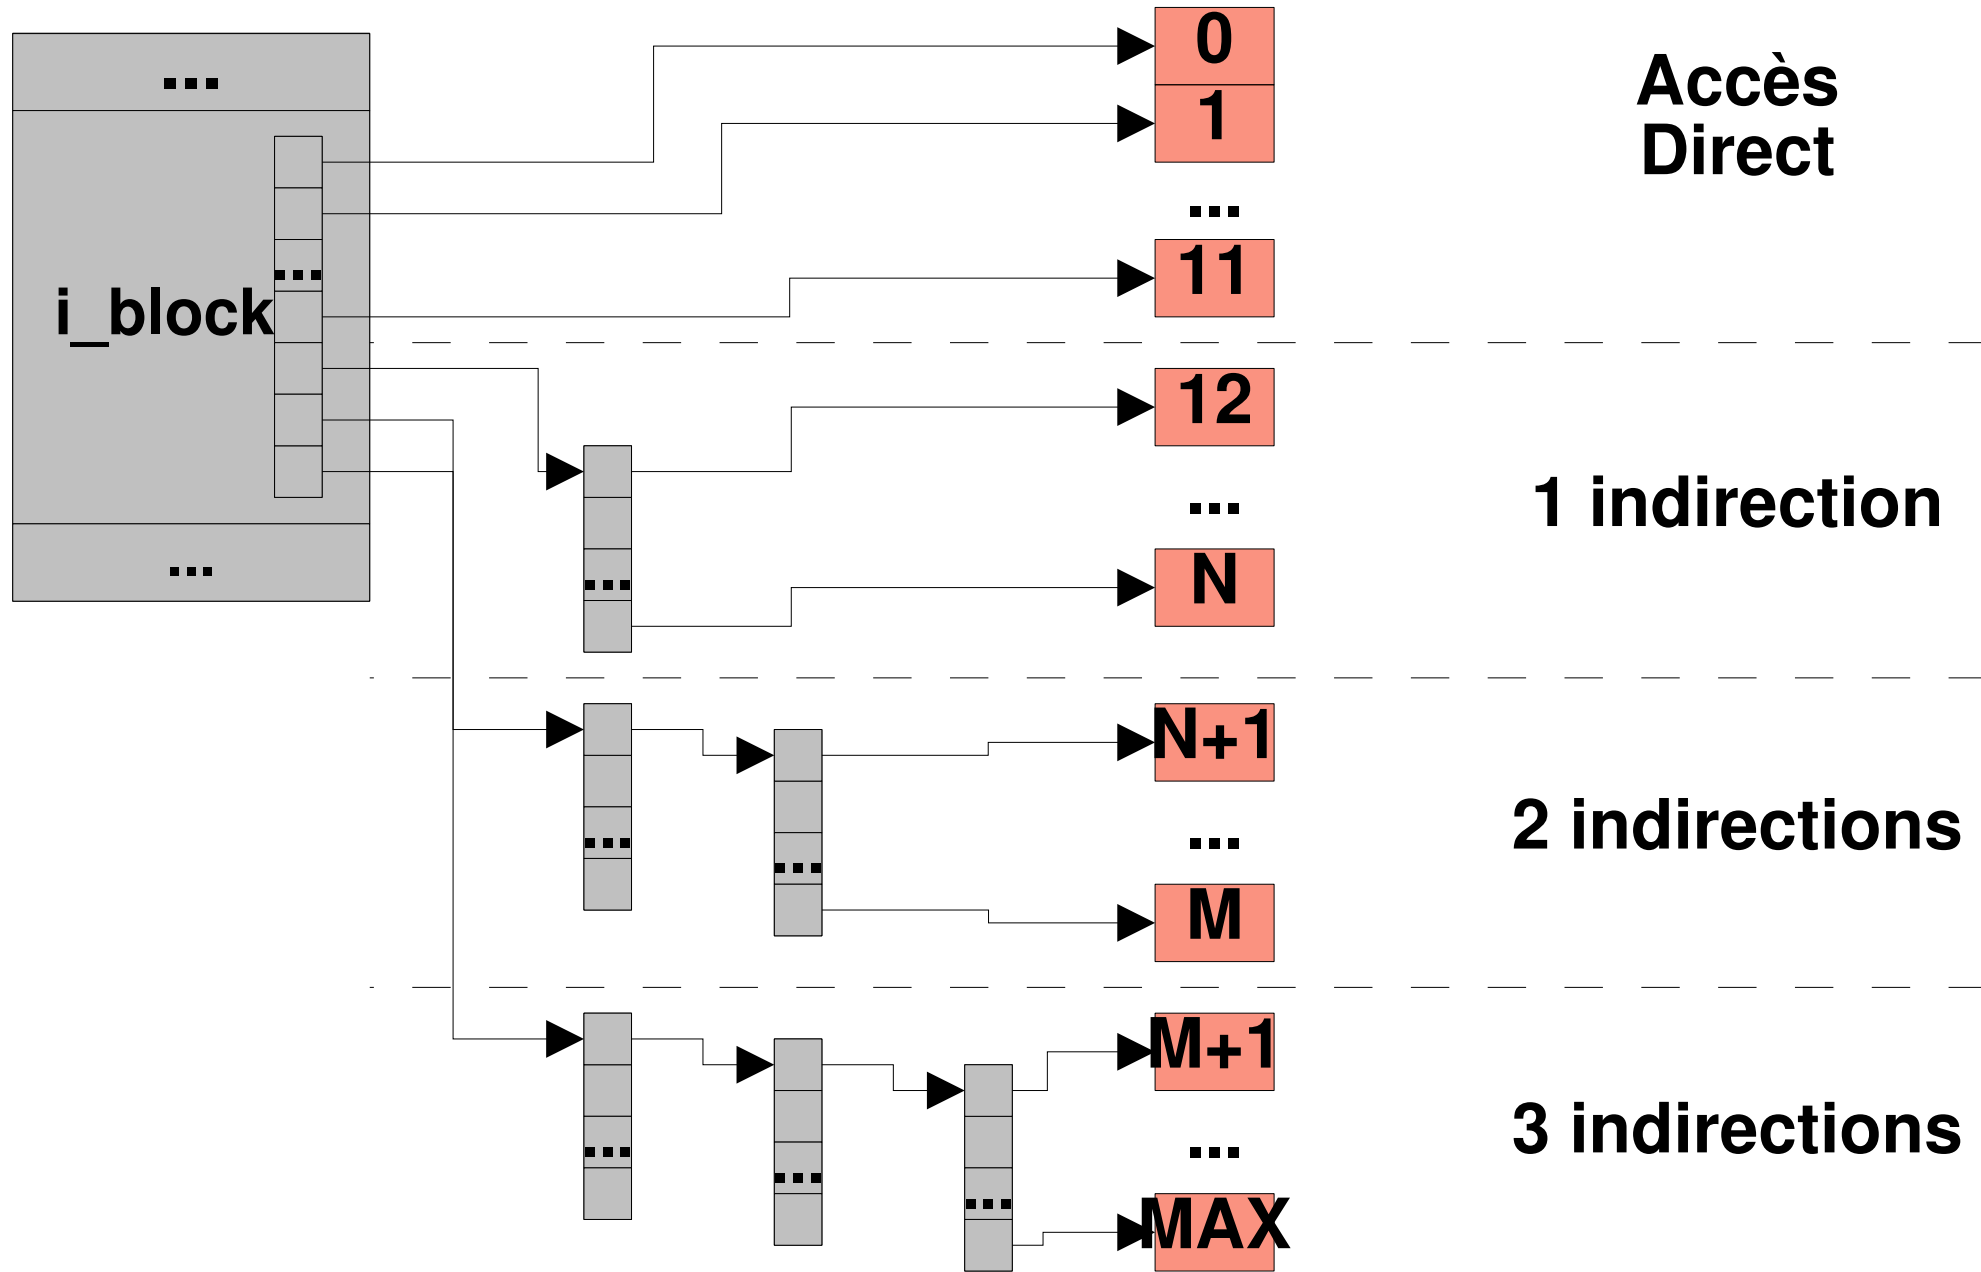 ...
i_block
...
...
0
1
...
11
Accès
Direct
...
12
...
N
1 indirection
...
...
N+1
...
M
2 indirections
...
...
...
M+1
...
MAX
3 indirections